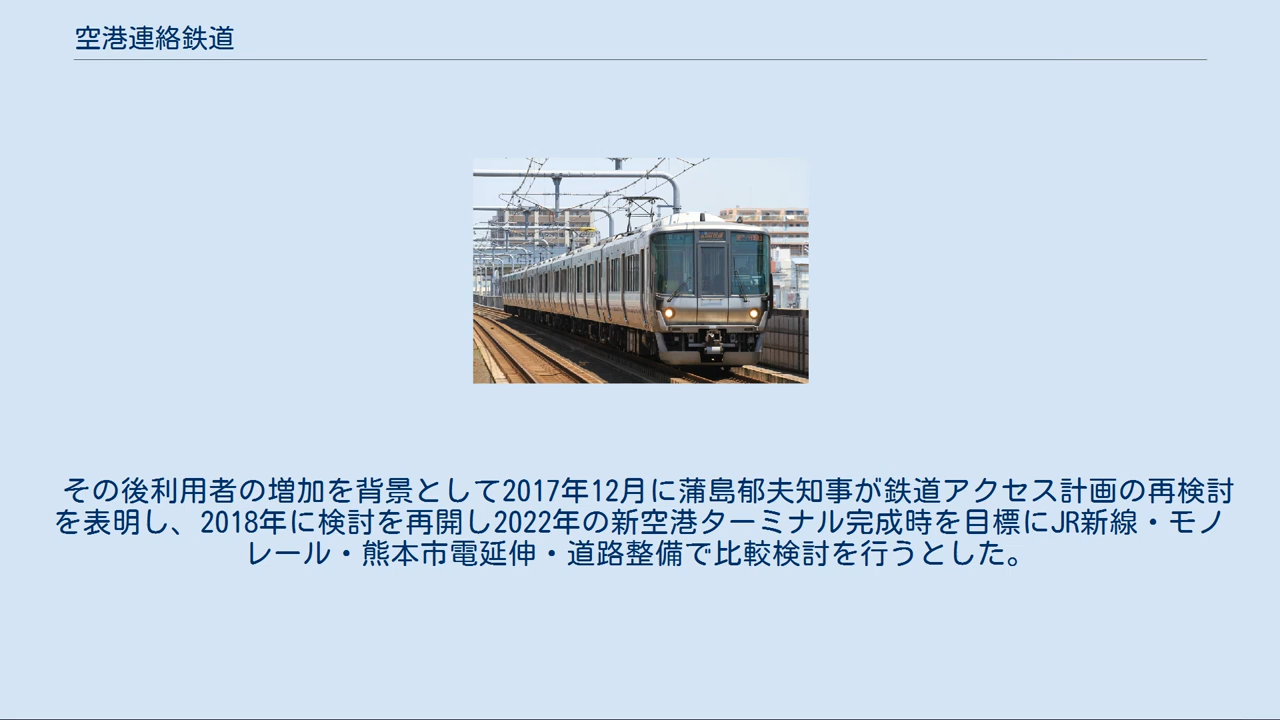 空港連絡鉄道
その後利用者の増加を背景として2017年12月に蒲島郁夫知事が鉄道アクセス計画の再検討
を表明し、2018年に検討を再開し2022年の新空港ターミナル完成時を目標にJR新線・モノ
レール・熊本市電延伸・道路整備で比較検討を行うとした。